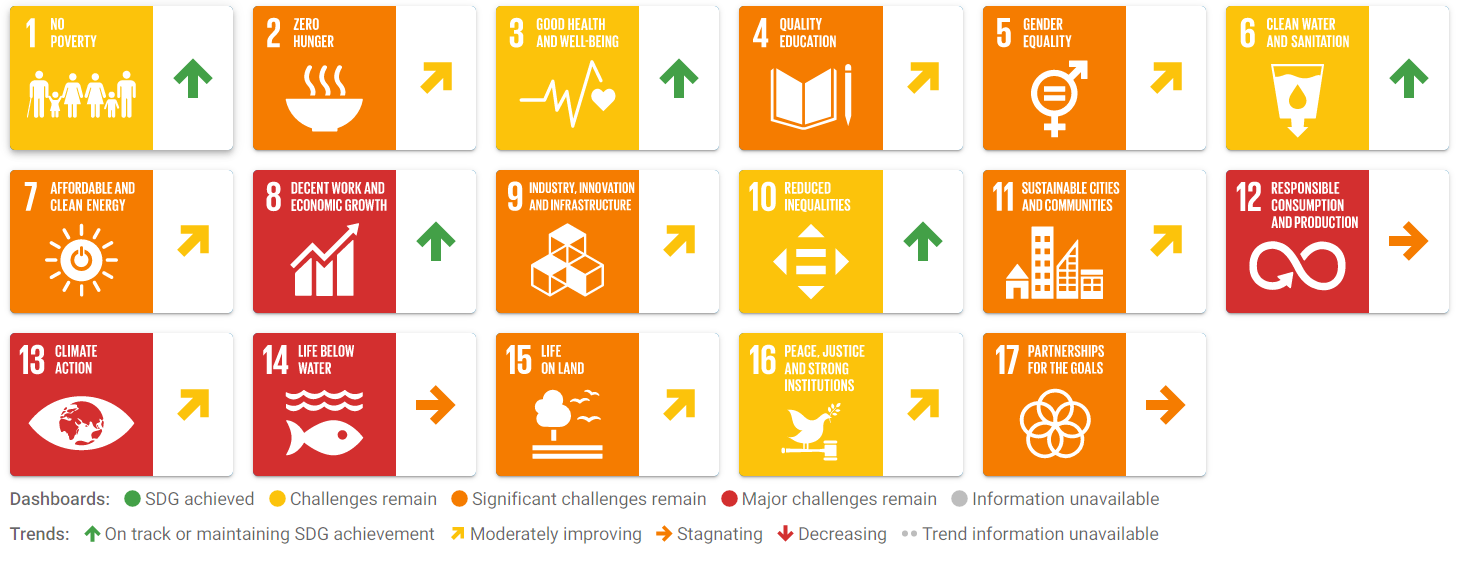 1 NO
POVERTY
2 ZERO
HUNGER
3 GOOD HEALTH
AND WELL-BEING
4 QUALITY
EDUCATION
5 GENDER
EQUALITY
6 CLEAN WATER
AND SANITATION
7 AFFORDABLE AND
CLEAN ENERGY
8 DECENT WORK AND
ECONOMIC GROWTH
9 INDUSTRY, INNOVATION
AND INFRASTRUCTURE
10 REDUCED
INEQUALITIES
11 SUSTAINABLE CITIES
AND COMMUNITIES
12 RESPONSIBLE
CONSUMPTION
AND PRODUCTION
13 CLIMATE
ACTION
14 LIFE BELOW
WATER
15 LIFE
ON LAND
16 PEACE, JUSTICE
AND STRONG
INSTITUTIONS
17 PARTNERSHIPS
FOR THE GOALS
Dashboards: SDG achieved Challenges remain Significant challenges remain Major challenges remain Information unavailable
Trends: On track or maintaining SDG achievement Moderately improving Stagnating Decreasing Trend information unavailable